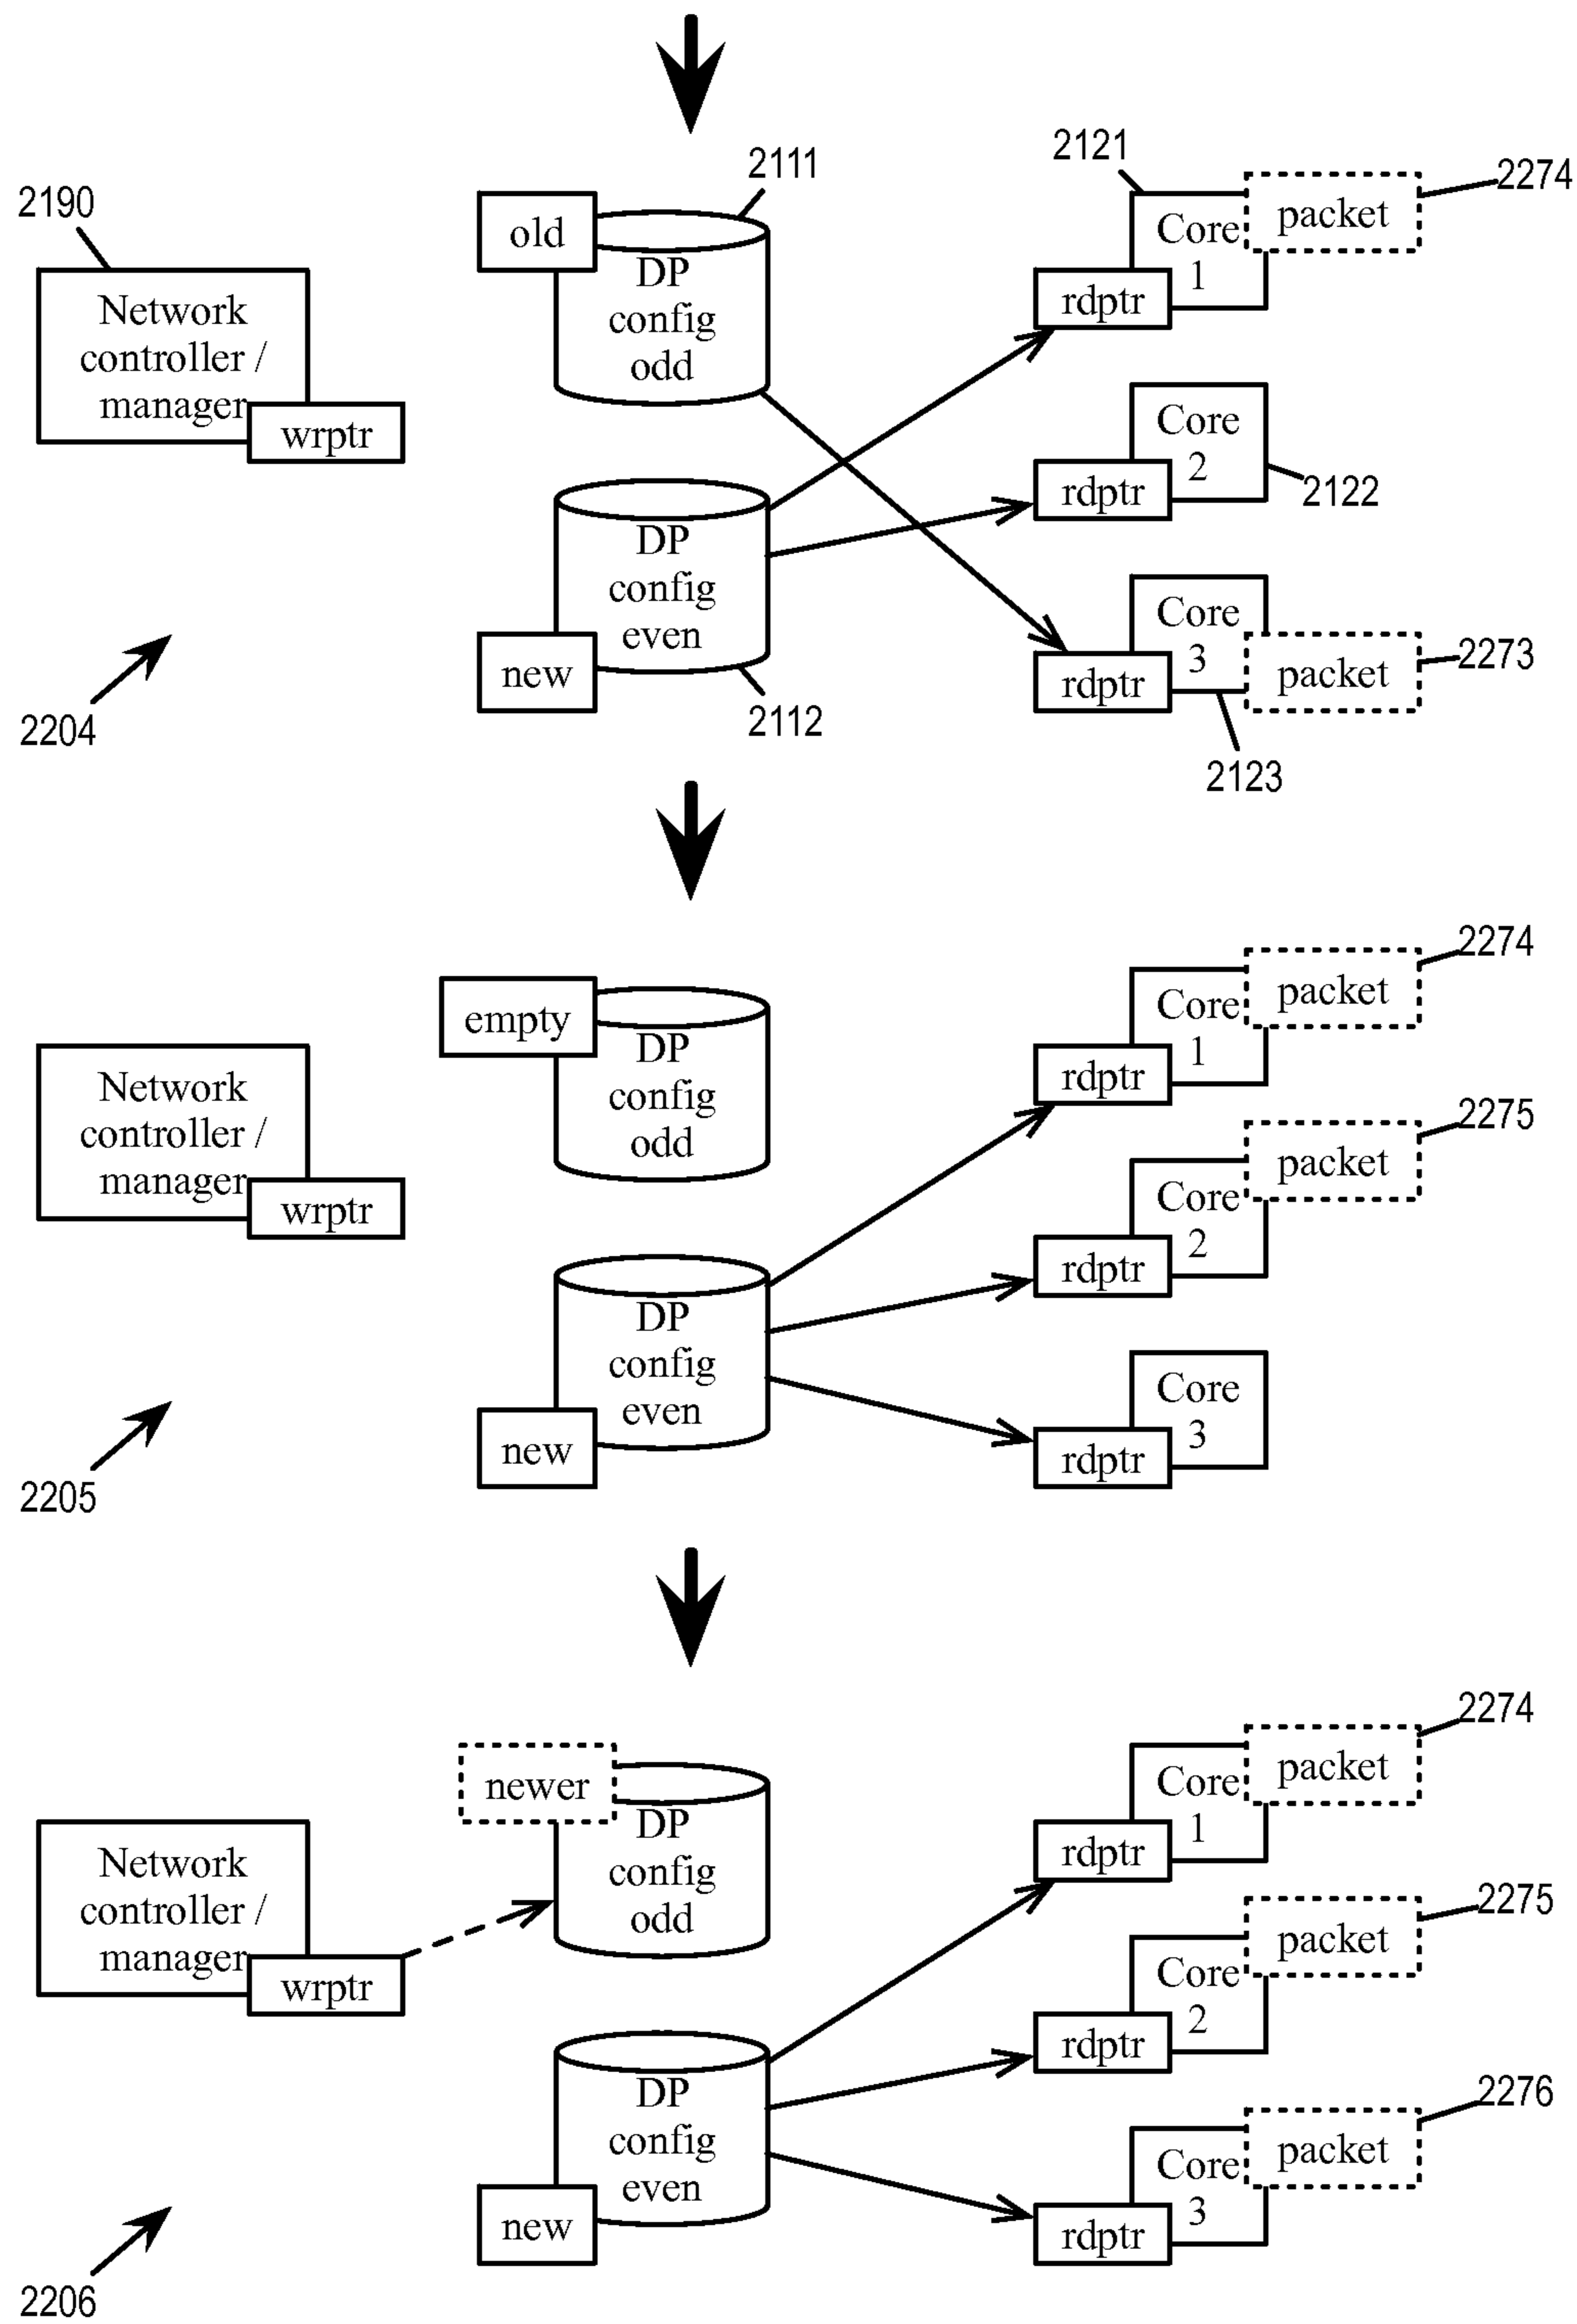 2190
Network
controller /
manager
wrptr
old
2111
DP
config
odd
DP
config
even
new
2112
2121
Core
1
rdptr
packet
2274
Core
2
rdptr
2122
Core
3
rdptr
packet
2273
2123
2204
Network
controller /
manager
wrptr
empty
DP
config
odd
DP
config
even
new
Core
1
rdptr
packet
2274
Core
2
rdptr
packet
2275
Core
3
rdptr
2205
Network
controller /
manager
wrptr
newer
DP
config
odd
DP
config
even
new
Core
1
rdptr
packet
2274
Core
2
rdptr
packet
2275
Core
3
rdptr
packet
2276
2206